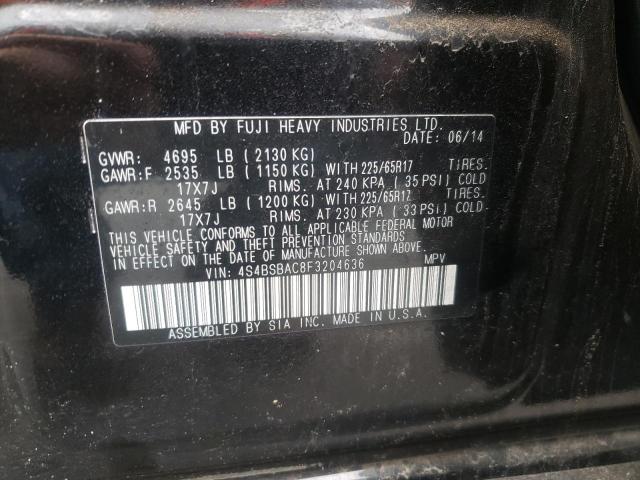 MFD BY FUJI HEAVY INDUSTRIES LTD.
DATE: 06/14
GVWR: 4695 LB (2130 KG)
GAWR:F 2535 LB (1150 KG) WITH 225/65R17 TIRES.
17X7J RIMS. AT 240 KPA (35 PSI) COLD
GAWR:R 2645 LB (1200 KG) WITH 225/65R17 TIRES.
17X7J RIMS. AT 230 KPA (33 PSI) COLD.
THIS VEHICLE CONFORMS TO ALL APPLICABLE FEDERAL MOTOR
VEHICLE SAFETY AND THEFT PREVENTION STANDARDS
IN EFFECT ON THE DATE OF MANUFACTURE SHOWN ABOVE.
VIN: 4S4BSBAC8F3204636 MPV
ASSEMBLED BY SIA INC. MADE IN U.S.A.